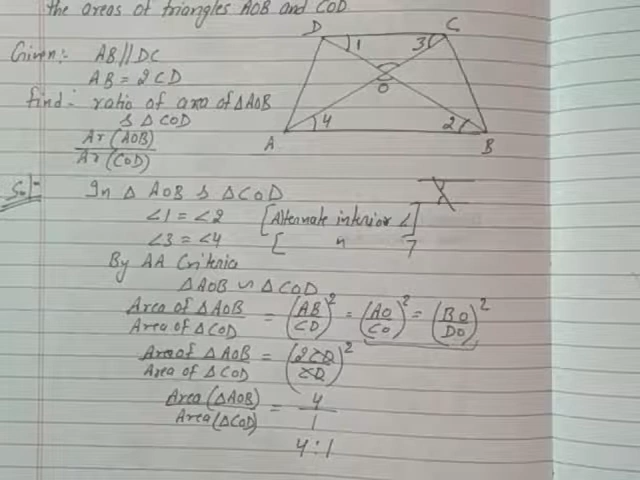 the areas of triangles AOB and COD
Given:- AB // DC
AB = 2CD
find:- ratio of area of ΔAOB
& ΔCOD
Ar (AOB)
Ar (COD)
D C
1 3
O
4 2
A B
Sol:- In Δ AOB & ΔCOD
∠1 = ∠2 [Alternate interior ∠]
∠3 = ∠4 [ " ]
By AA Criteria
ΔAOB ∽ ΔCOD
Area of ΔAOB / Area of ΔCOD = (AB/CD)² = (AO/CO)² = (BO/DO)²
Area of ΔAOB / Area of ΔCOD = (2CD/CD)²
Area (ΔAOB) / Area (ΔCOD) = 4/1
4:1